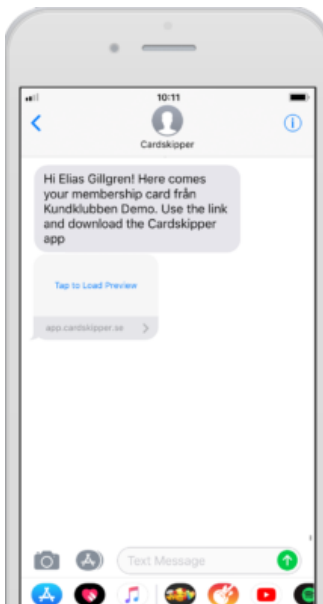 10:11
Cardskipper
Hi Elias Gillgren! Here comes
your membership card från
Kundklubben Demo. Use the link
and download the Cardskipper
app
Tap to Load Preview
app.cardskipper.se
Text Message